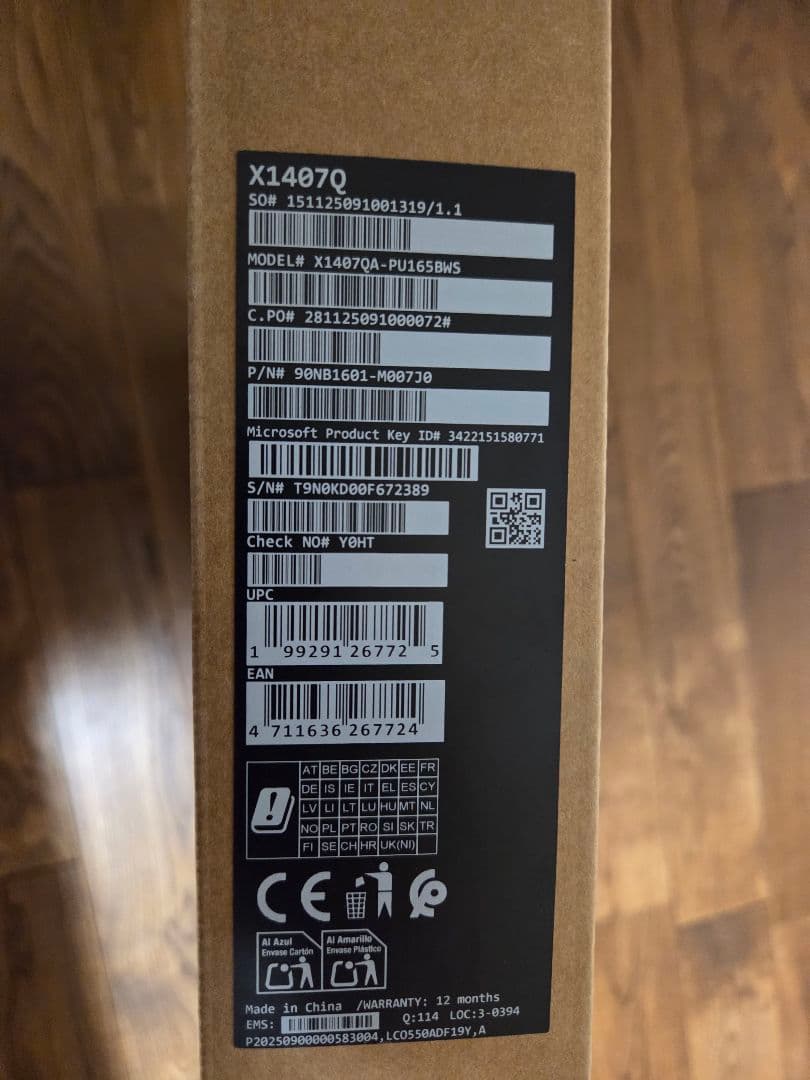 X1407Q
SO# 151125091001319/1.1
MODEL# X1407QA-PU165BWS
C.PO# 281125091000072#
P/N# 90NB1601-M007J0
Microsoft Product Key ID# 3422151580771
S/N# T9N0KD00F672389
Check NO# Y0HT
UPC
1 99291 26772 5
EAN
4 711636 267724
AT BE BG CZ DK EE FR
DE IS IE IT EL ES CY
LV LI LT LU HU MT NL
NO PL PT RO SI SK TR
FI SE CH HR UK(NI)
CE
Al Azul
Envase Cartón
Al Amarillo
Envase Plástico
Made in China /WARRANTY: 12 months
EMS: Q:114 LOC:3-0394
P20250900000583004,LCO550ADF19Y,A